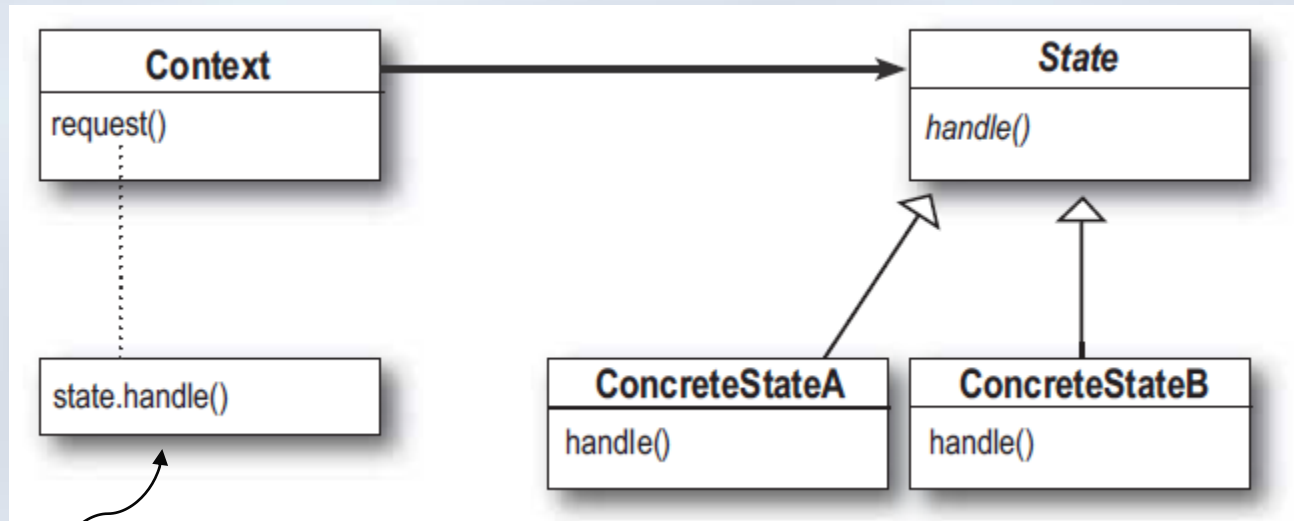 Context
request()
State
handle()
state.handle()
ConcreteStateA
handle()
ConcreteStateB
handle()